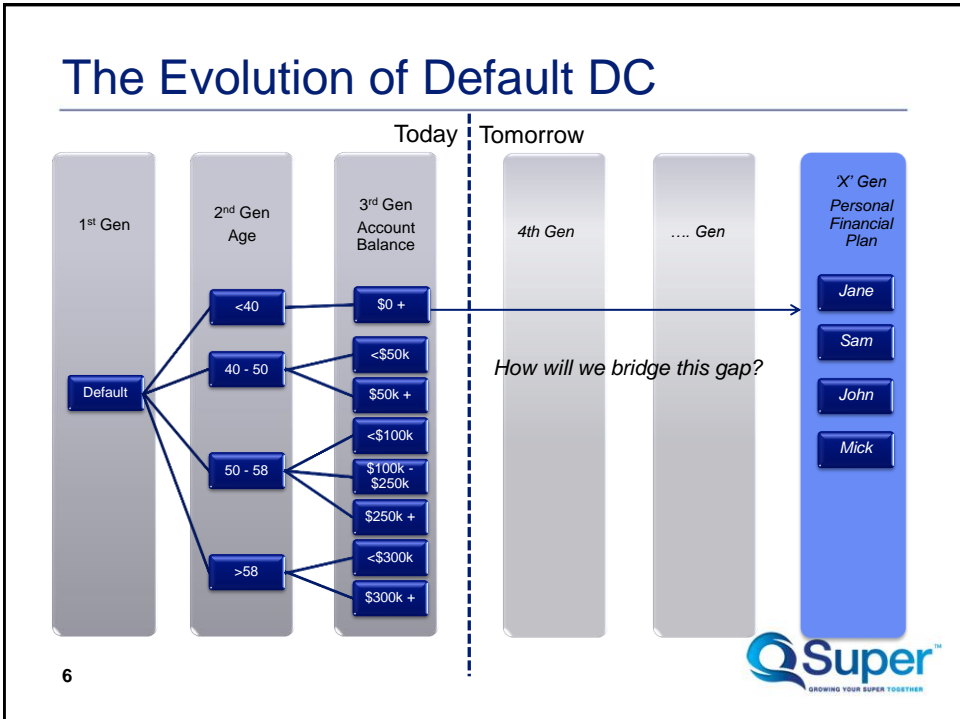 The Evolution of Default DC
Today
Tomorrow
1st Gen
2nd Gen
Age
3rd Gen
Account
Balance
4th Gen
…. Gen
‘X’ Gen
Personal
Financial
Plan
Default
<40
40 - 50
50 - 58
>58
$0 +
<$50k
$50k +
<$100k
$100k -
$250k
$250k +
<$300k
$300k +
How will we bridge this gap?
Jane
Sam
John
Mick
6
QSuper™
GROWING YOUR SUPER TOGETHER